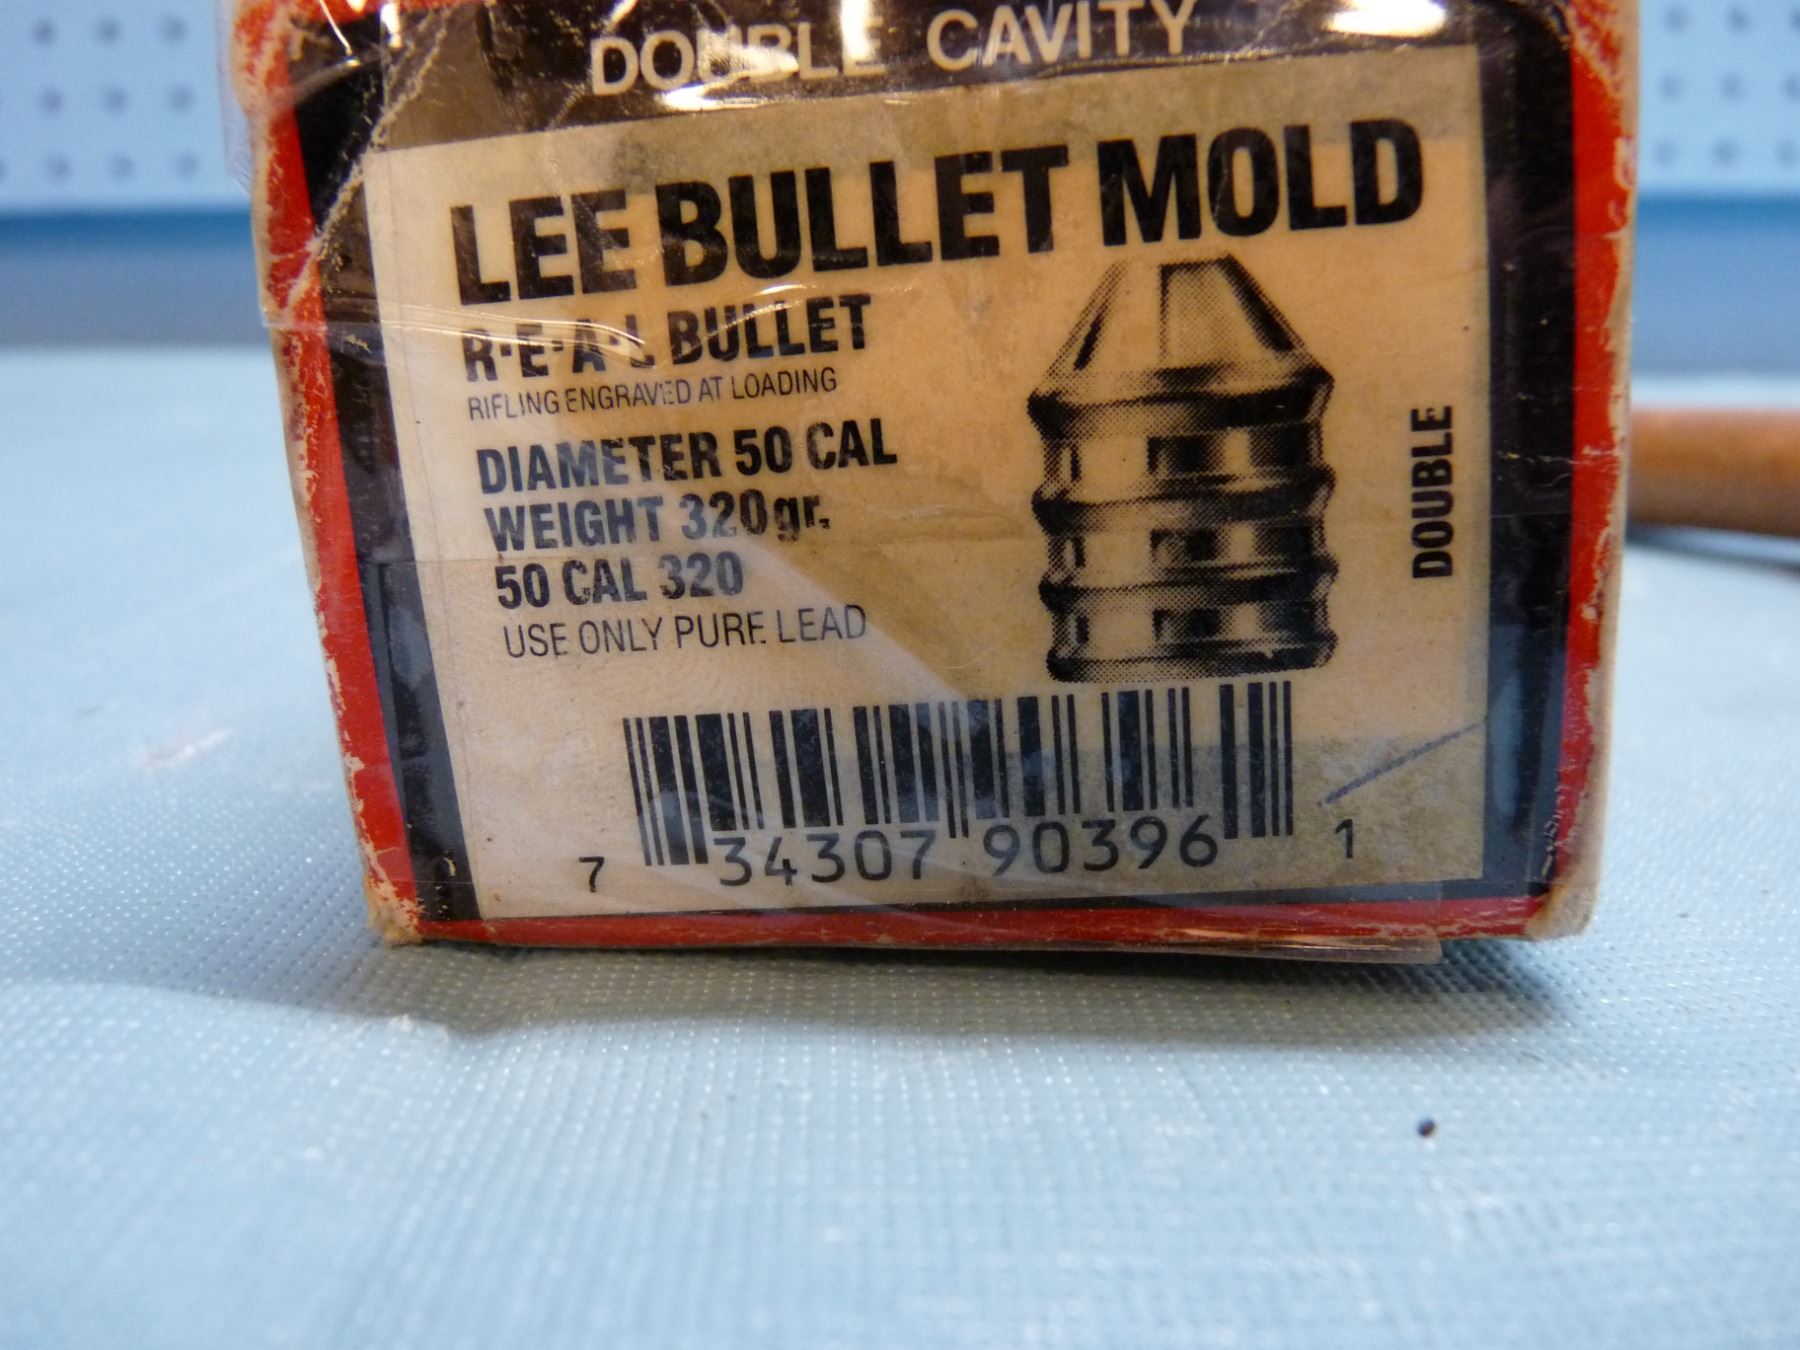 DOUBLE CAVITY
LEE BULLET MOLD
R·E·A·L BULLET
RIFLING ENGRAVED AT LOADING
DIAMETER 50 CAL
WEIGHT 320gr.
50 CAL 320
USE ONLY PURE LEAD
DOUBLE
7 34307 90396 1